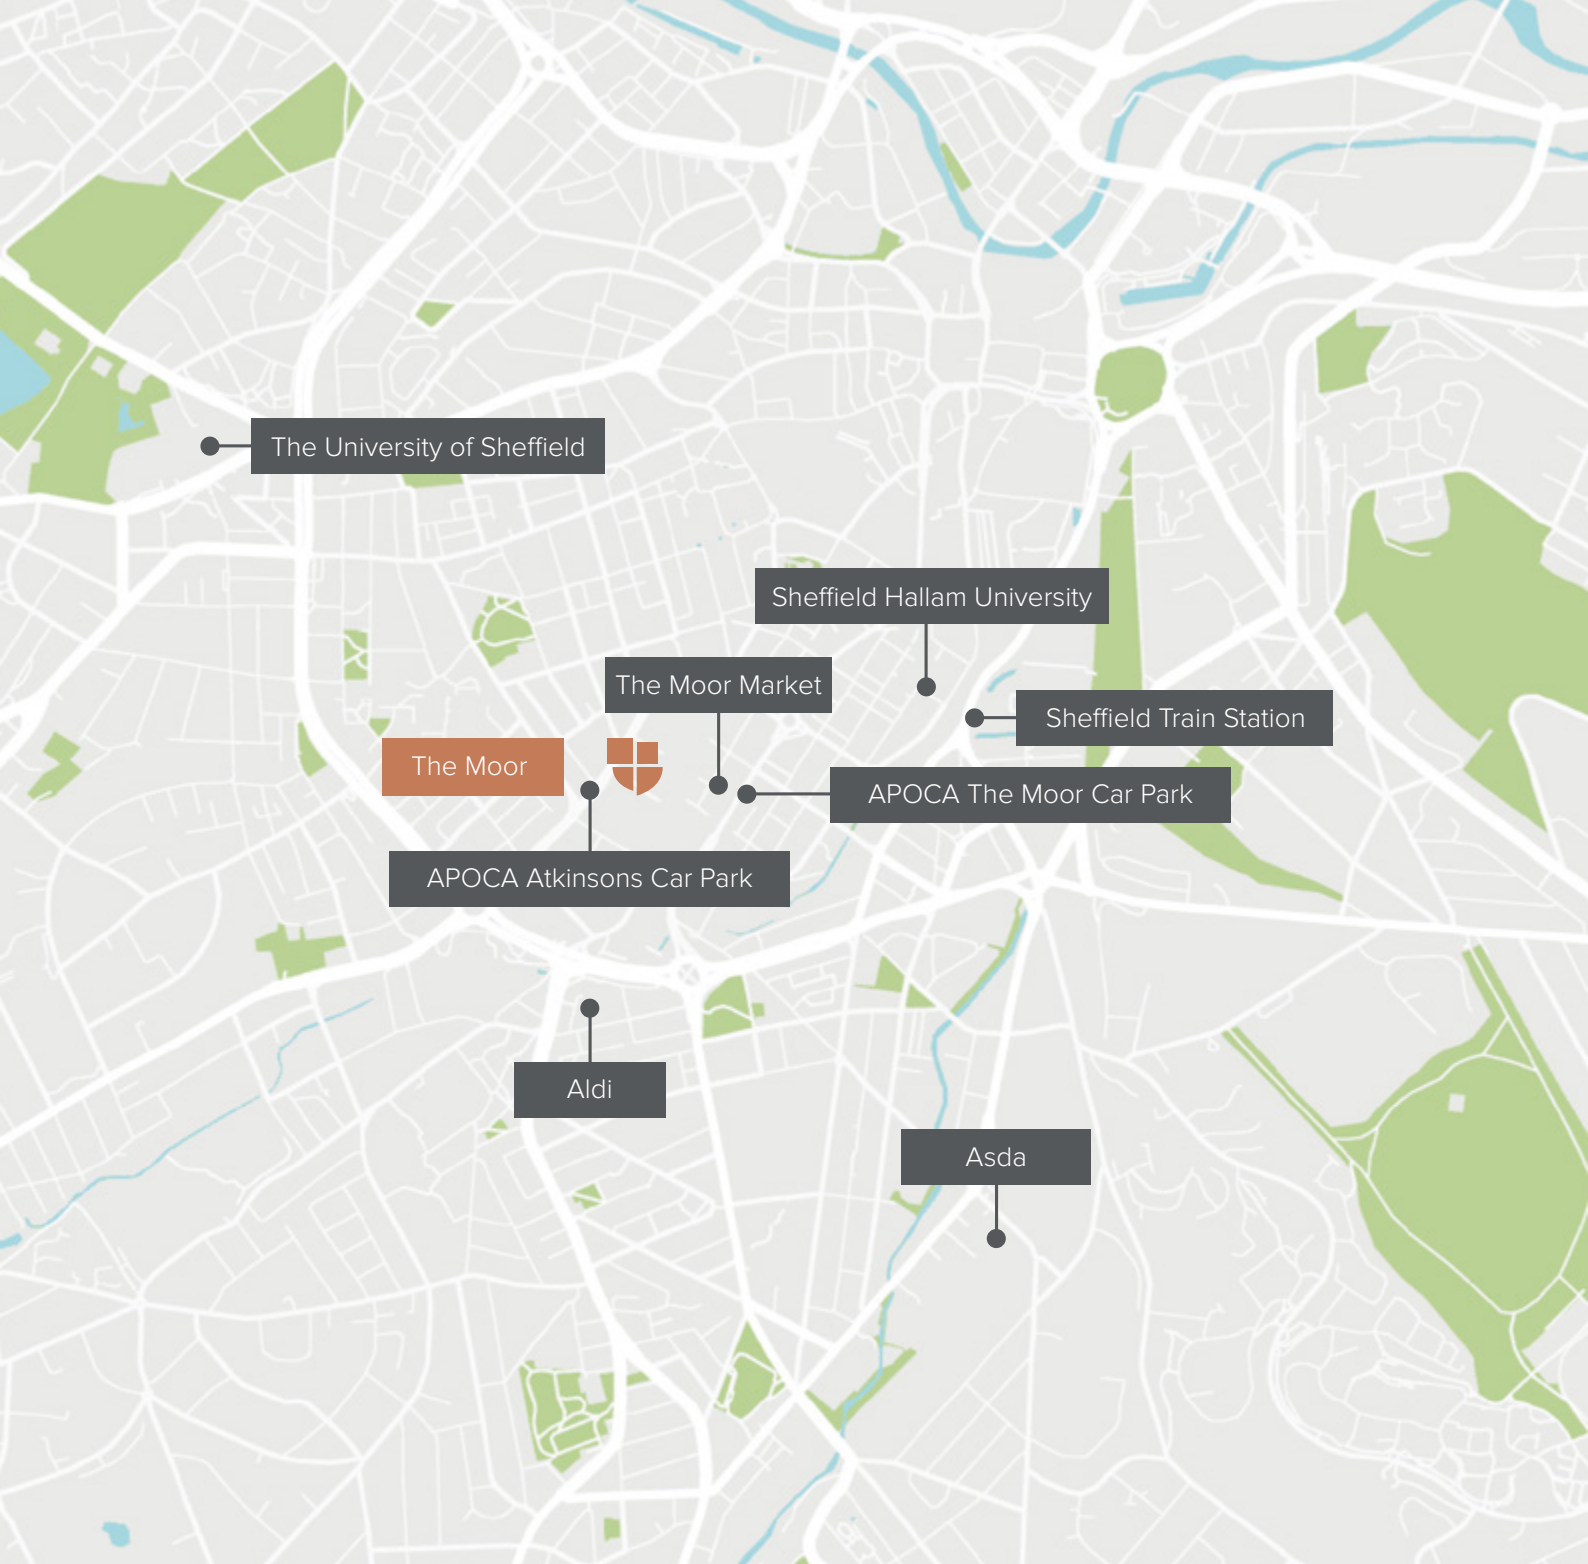 The University of Sheffield
Sheffield Hallam University
The Moor Market
Sheffield Train Station
The Moor
APOCA The Moor Car Park
APOCA Atkinsons Car Park
Aldi
Asda